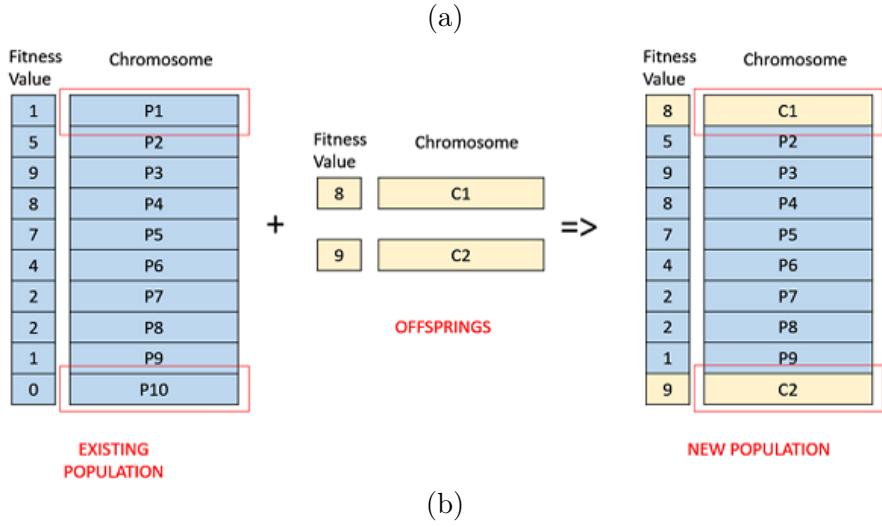 (a)
Fitness Value Chromosome
1 P1
5 P2
9 P3
8 P4
7 P5
4 P6
2 P7
2 P8
1 P9
0 P10
EXISTING
POPULATION
+
Fitness Value Chromosome
8 C1
9 C2
OFFSPRINGS
=>
Fitness Value Chromosome
8 C1
5 P2
9 P3
8 P4
7 P5
4 P6
2 P7
2 P8
1 P9
9 C2
NEW POPULATION
(b)